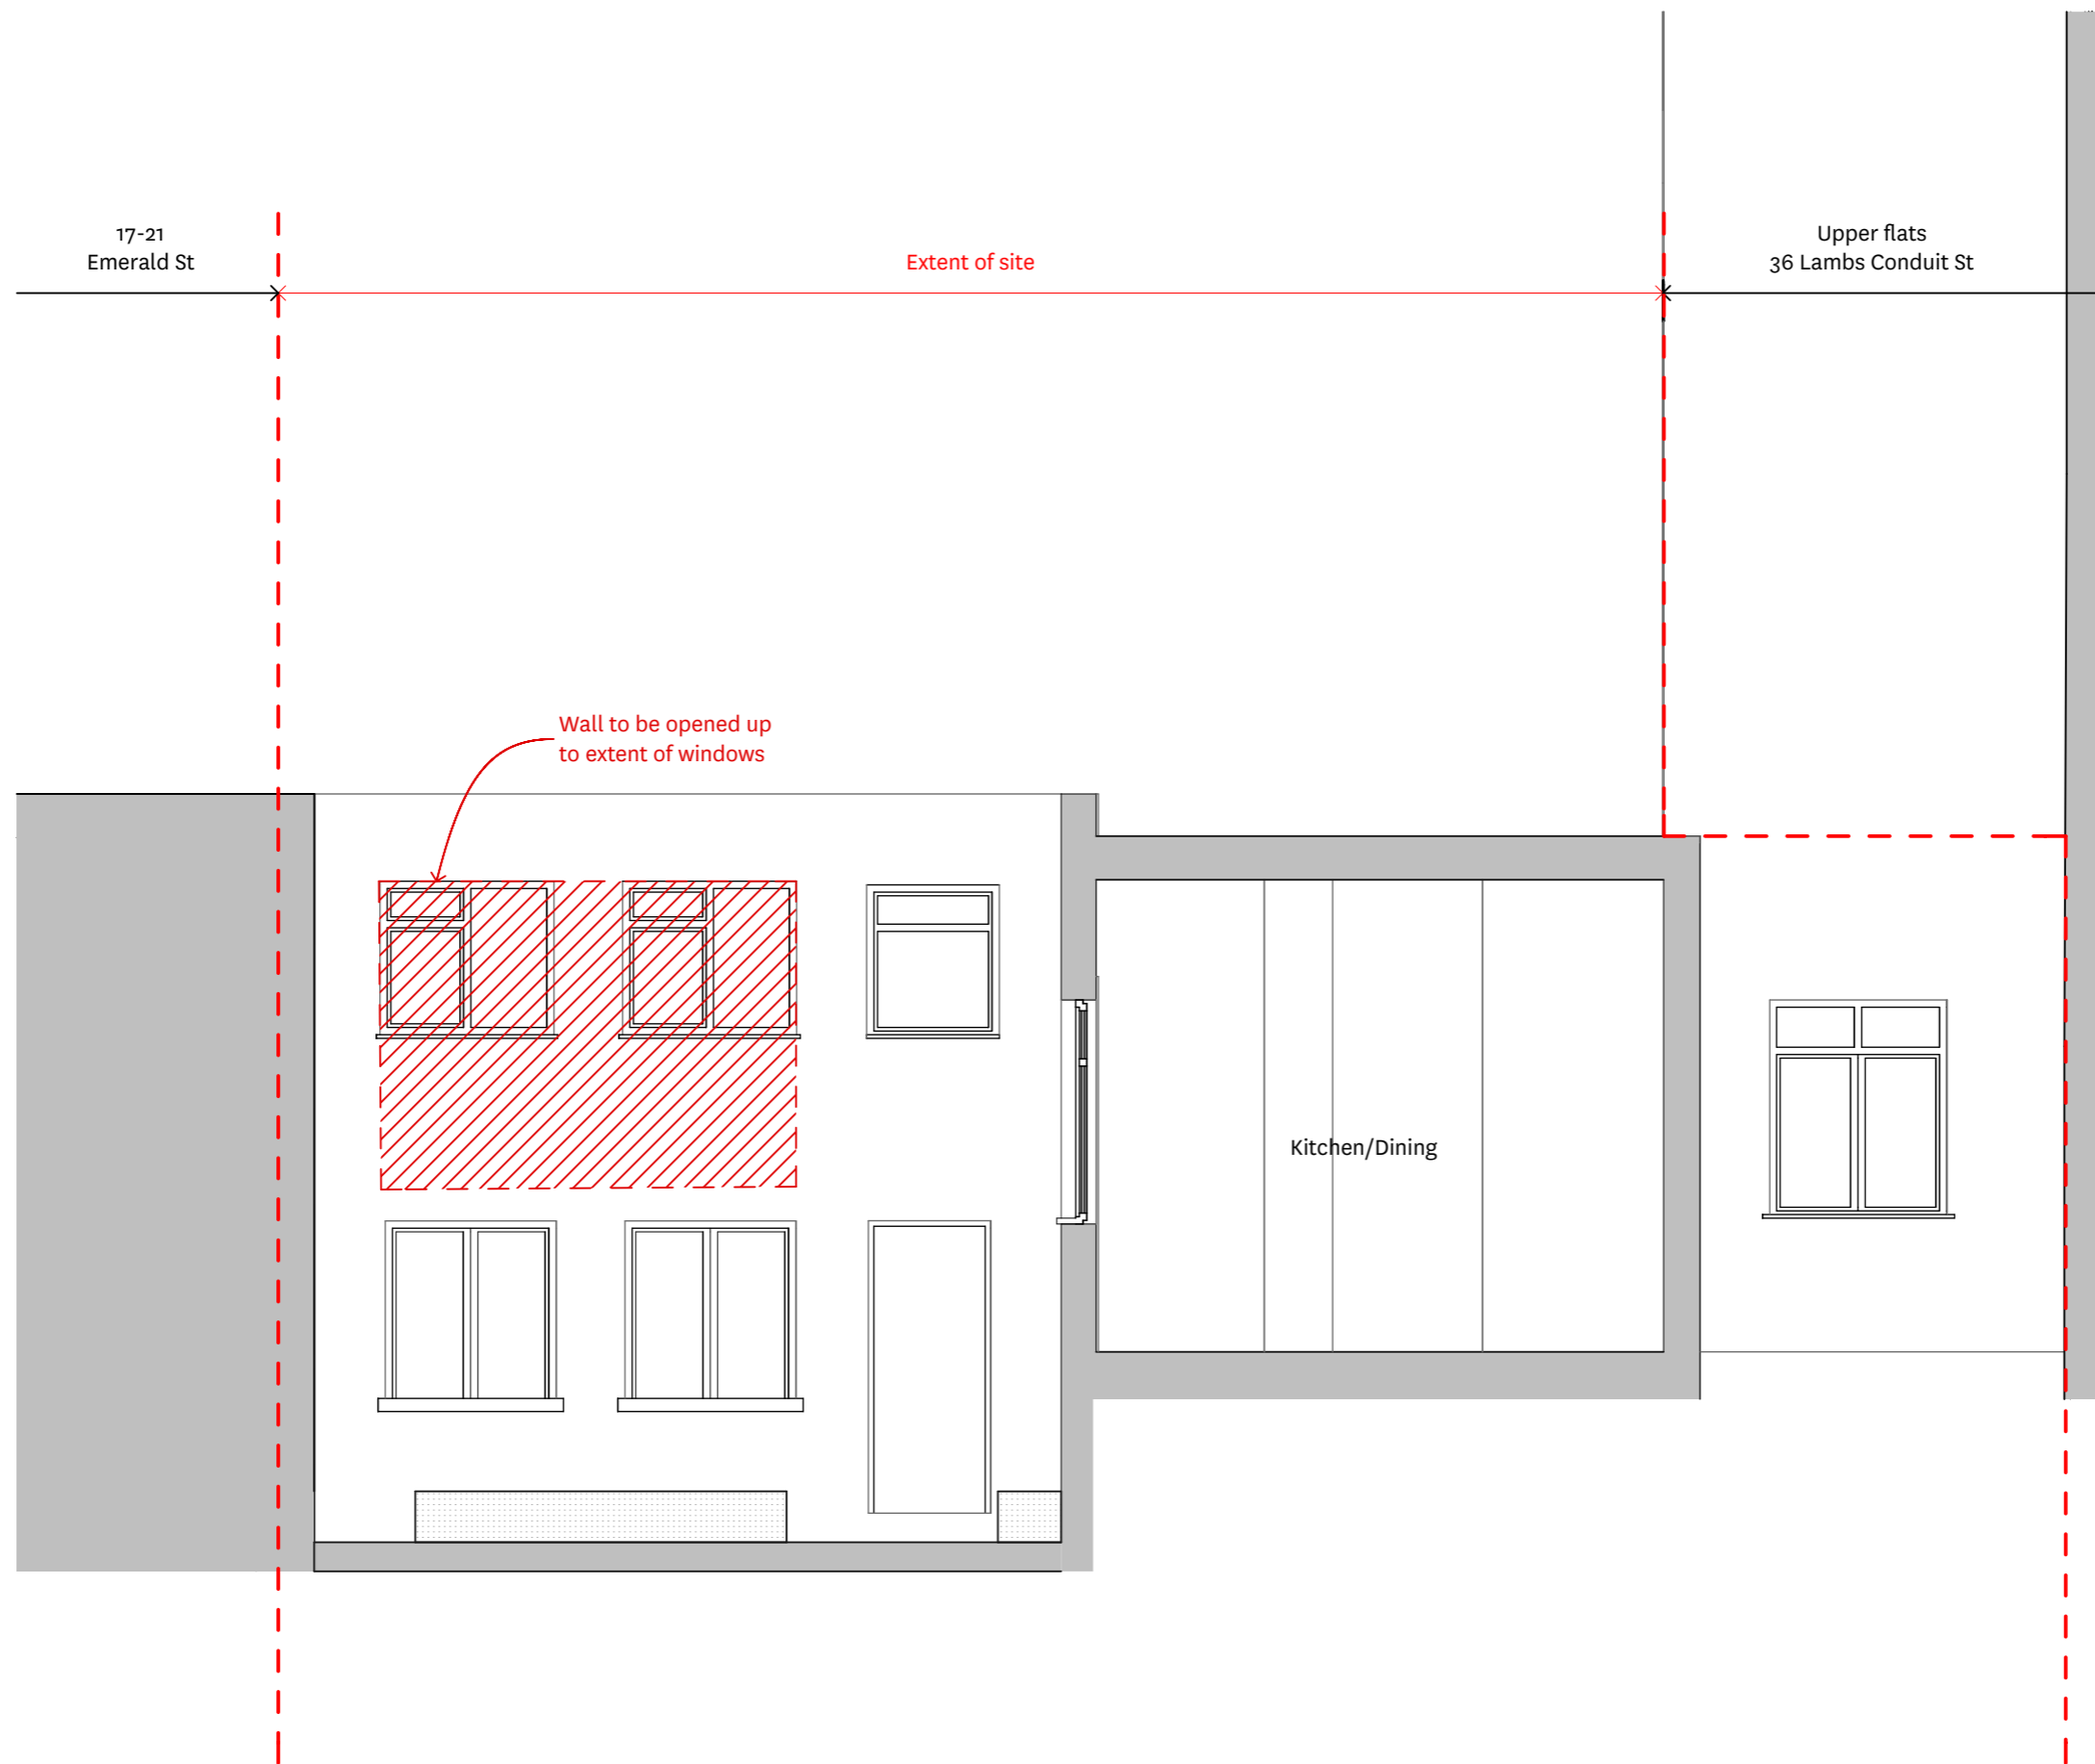 17-21
Emerald St
Extent of site
Upper flats
36 Lambs Conduit St
Wall to be opened up
to extent of windows
Kitchen/Dining